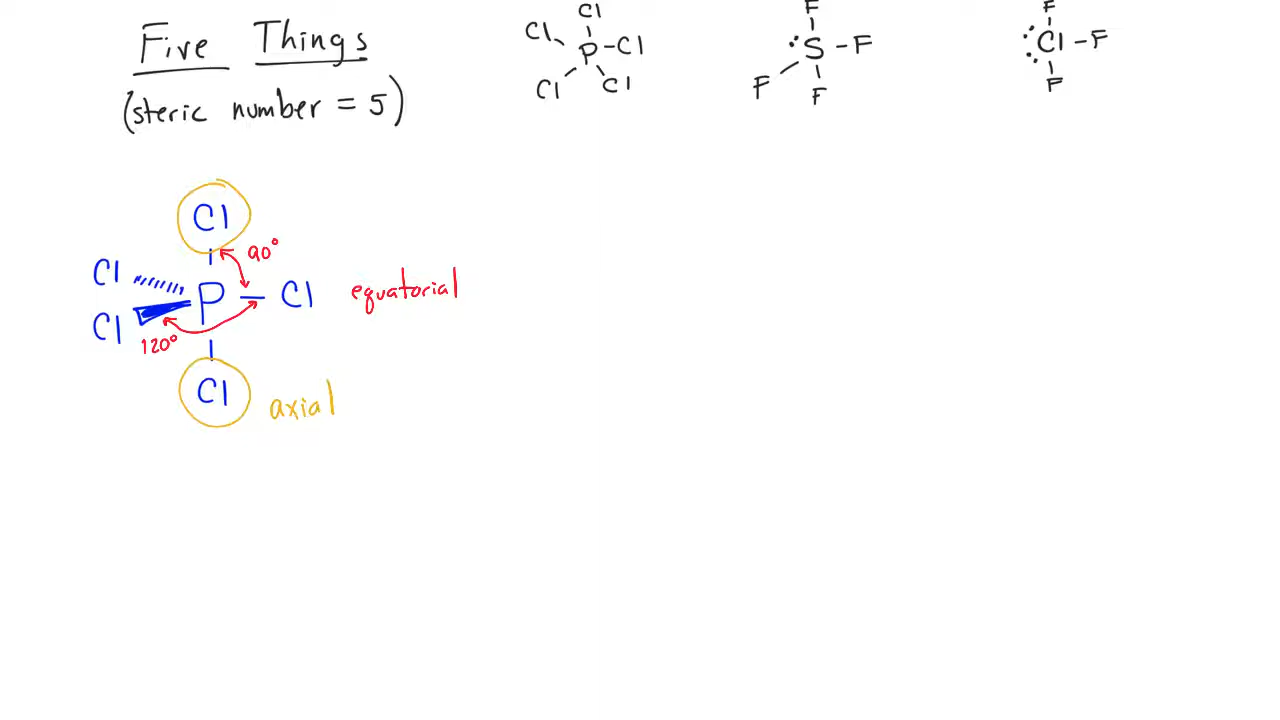 Five Things
(steric number = 5)
Cl
Cl P - Cl
Cl Cl
F
: S - F
F F
F
:: Cl - F
F
Cl
90°
Cl P - Cl equatorial
Cl
120°
Cl axial